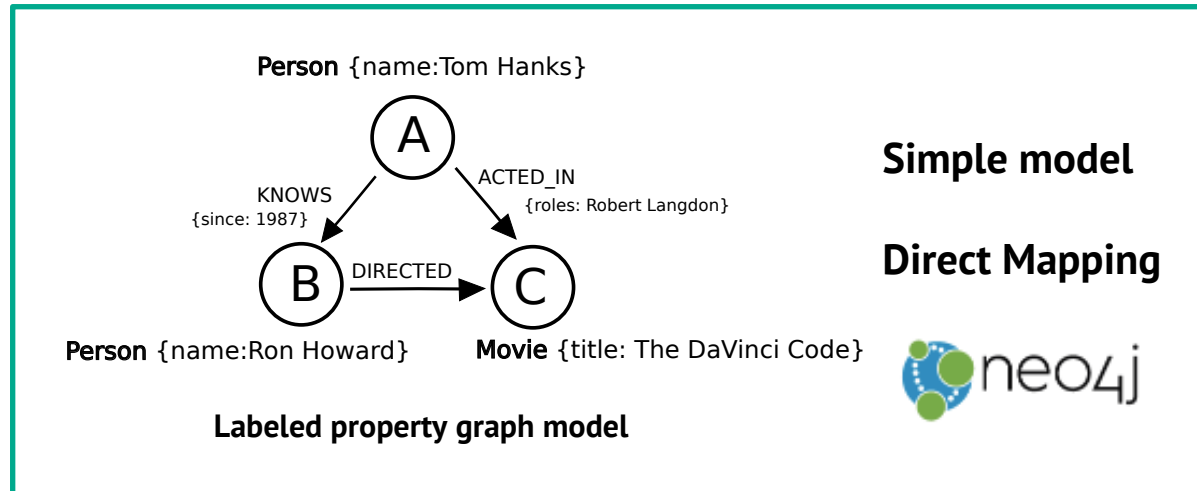 Person {name:Tom Hanks}
A
KNOWS
{since: 1987}
ACTED_IN
{roles: Robert Langdon}
B
DIRECTED
C
Person {name:Ron Howard}
Movie {title: The DaVinci Code}
Labeled property graph model
Simple model
Direct Mapping
neo4j